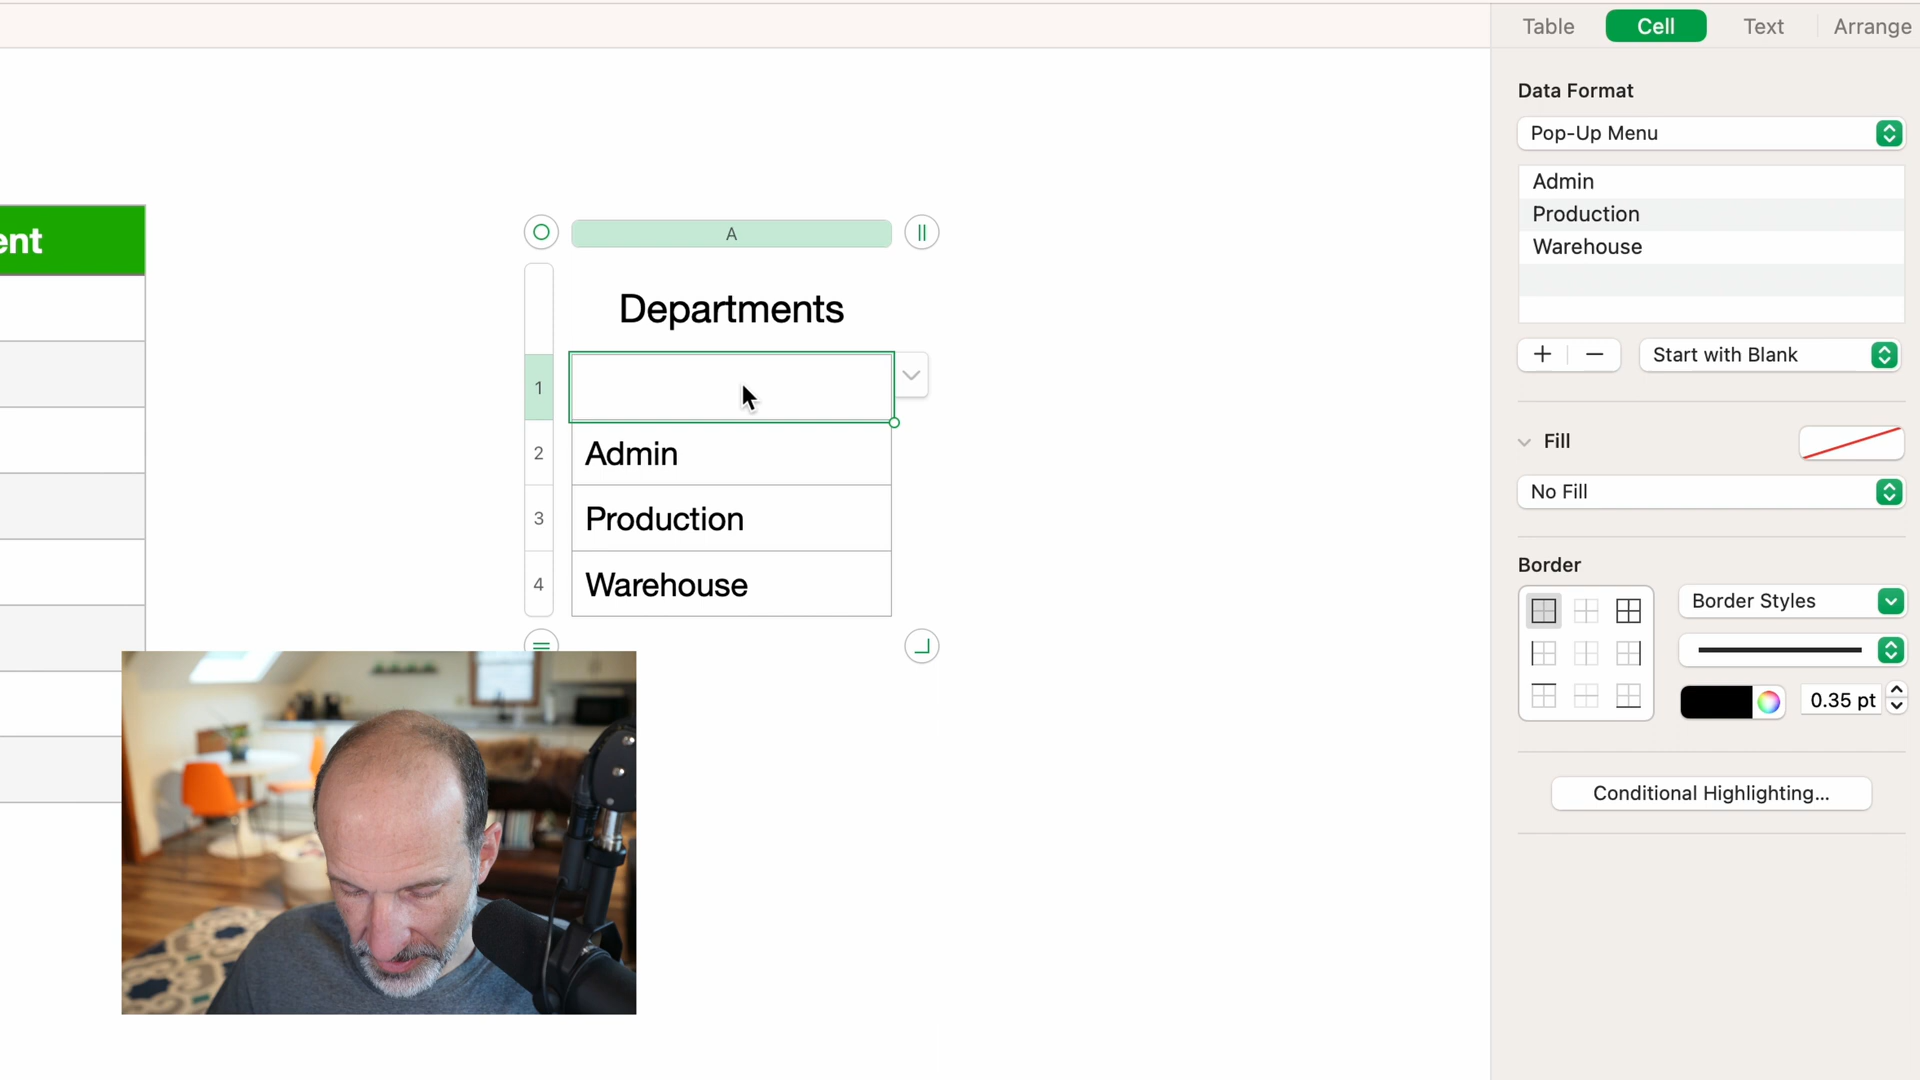 Table Cell Text Arrange
Data Format
Pop-Up Menu
Admin
Production
Warehouse
+ − Start with Blank
Fill
No Fill
Border
Border Styles
0.35 pt
Conditional Highlighting...
ent
A
Departments
1
2 Admin
3 Production
4 Warehouse